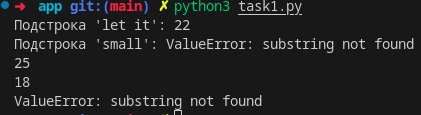 ➜ app git:(main) ✗ python3 task1.py
Подстрока 'let it': 22
Подстрока 'small': ValueError: substring not found
25
18
ValueError: substring not found